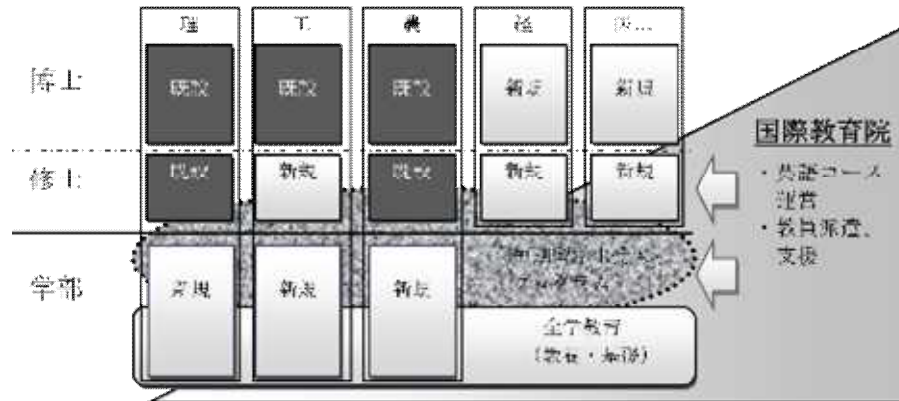 理 工 農 経 医…
博士 既設 既設 既設 新規 新規
修士 既設 新規 既設 新規 新規
学部 新規 新規 新規
全学教育
(教養・基礎)
国際教育院
・英語コース
運営
・教員派遣、
支援